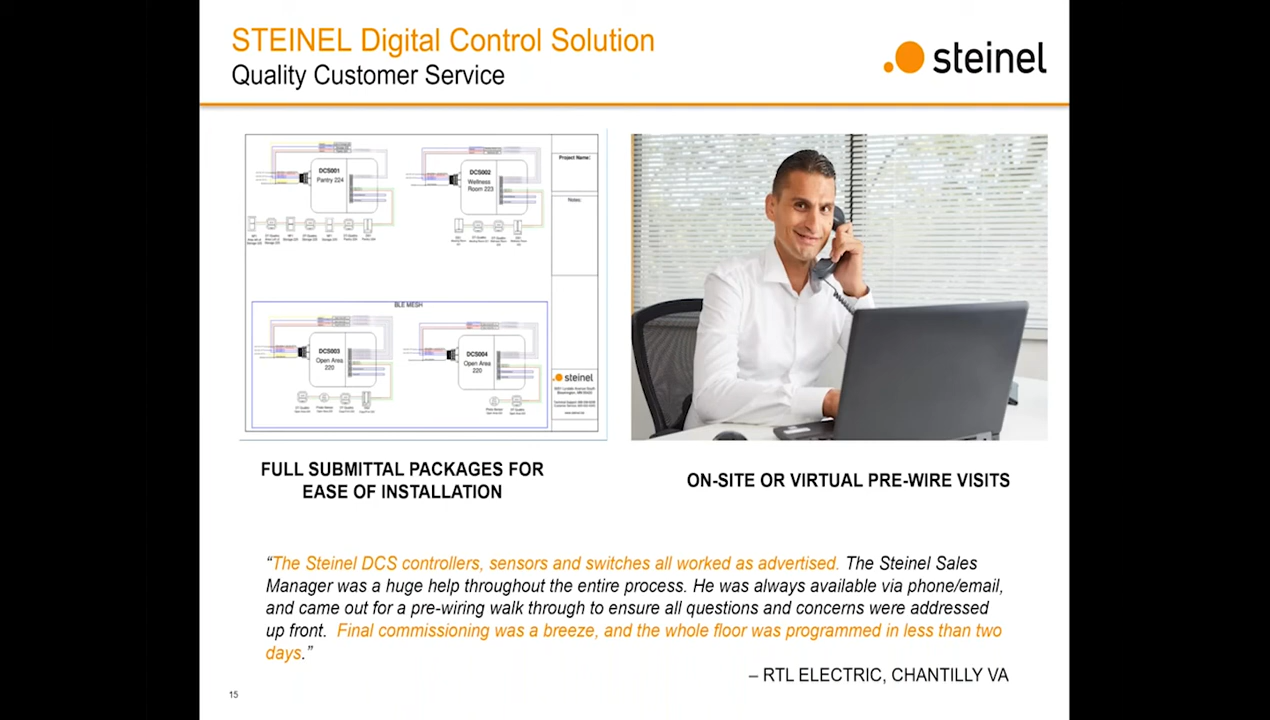 STEINEL Digital Control Solution
Quality Customer Service
steinel
DCS001
Pantry 224
DCS002
Wellness
Room 223
Project Name:
Notes:
BLE MESH
DCS003
Open Area
220
DCS004
Open Area
220
steinel
FULL SUBMITTAL PACKAGES FOR
EASE OF INSTALLATION
ON-SITE OR VIRTUAL PRE-WIRE VISITS
“The Steinel DCS controllers, sensors and switches all worked as advertised. The Steinel Sales
Manager was a huge help throughout the entire process. He was always available via phone/email,
and came out for a pre-wiring walk through to ensure all questions and concerns were addressed
up front. Final commissioning was a breeze, and the whole floor was programmed in less than two
days.”
– RTL ELECTRIC, CHANTILLY VA
15